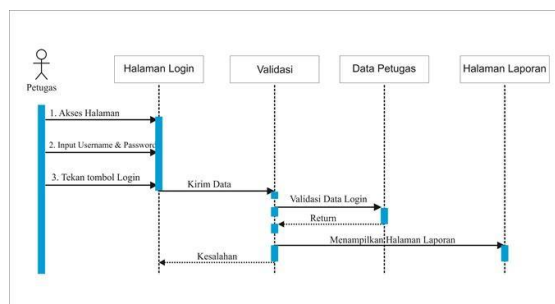 Halaman Login
Validasi
Data Petugas
Halaman Laporan
Petugas
1. Akses Halaman
2. Input Username & Password
3. Tekan tombol Login
Kirim Data
Validasi Data Login
Return
Menampilkan Halaman Laporan
Kesalahan